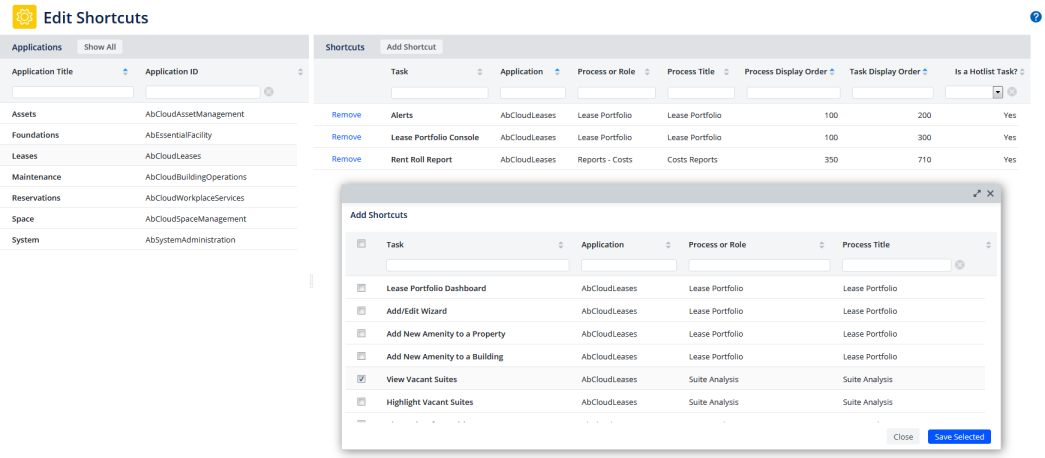 Edit Shortcuts
?
Applications Show All
Application Title Application ID
Assets AbCloudAssetManagement
Foundations AbEssentialFacility
Leases AbCloudLeases
Maintenance AbCloudBuildingOperations
Reservations AbCloudWorkplaceServices
Space AbCloudSpaceManagement
System AbSystemAdministration
Shortcuts Add Shortcut
Task Application Process or Role Process Title Process Display Order Task Display Order Is a Hotlist Task?
Remove Alerts AbCloudLeases Lease Portfolio Lease Portfolio 100 200 Yes
Remove Lease Portfolio Console AbCloudLeases Lease Portfolio Lease Portfolio 100 300 Yes
Remove Rent Roll Report AbCloudLeases Reports - Costs Costs Reports 350 710 Yes
Add Shortcuts
Task Application Process or Role Process Title
Lease Portfolio Dashboard AbCloudLeases Lease Portfolio Lease Portfolio
Add/Edit Wizard AbCloudLeases Lease Portfolio Lease Portfolio
Add New Amenity to a Property AbCloudLeases Lease Portfolio Lease Portfolio
Add New Amenity to a Building AbCloudLeases Lease Portfolio Lease Portfolio
View Vacant Suites AbCloudLeases Suite Analysis Suite Analysis
Highlight Vacant Suites AbCloudLeases Suite Analysis Suite Analysis
Close Save Selected